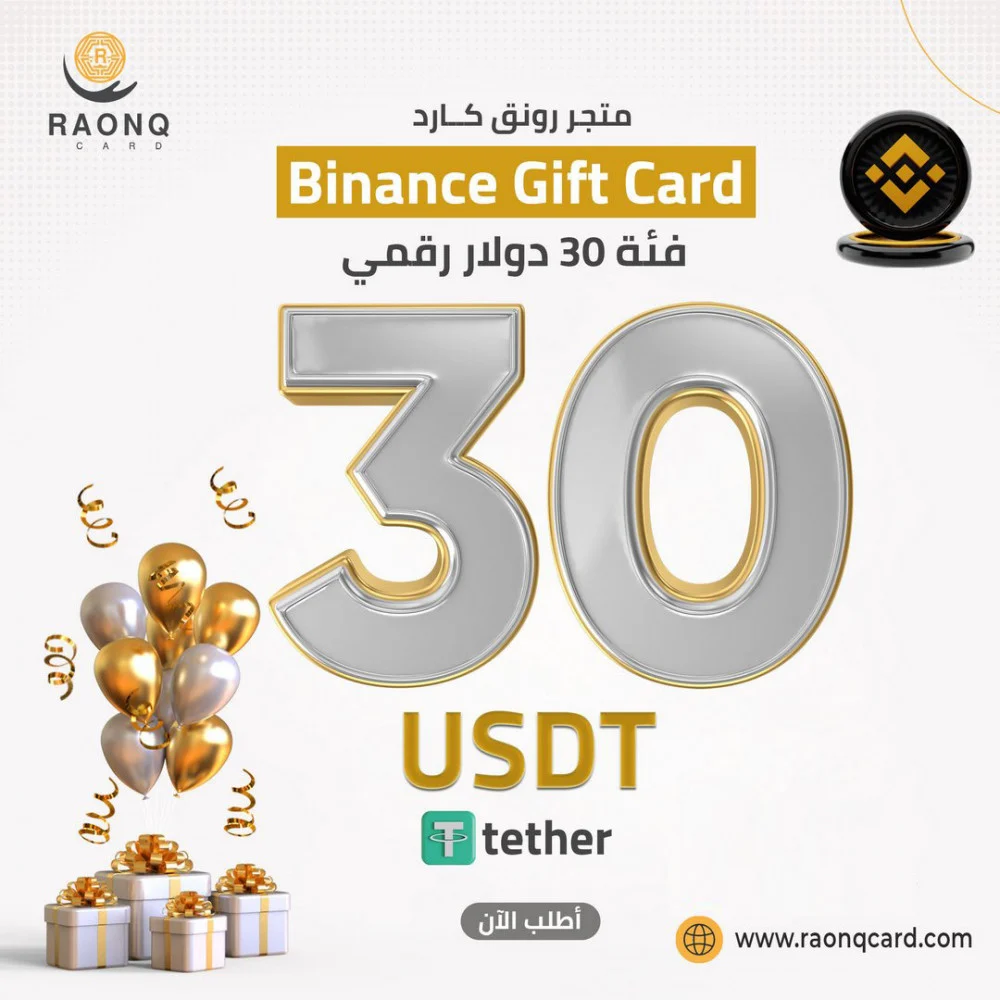 RAONQ
CARD
متجر رونق كــارد
Binance Gift Card
فئة 30 دولار رقمي
30
USDT
tether
أطلب الآن
www.raonqcard.com